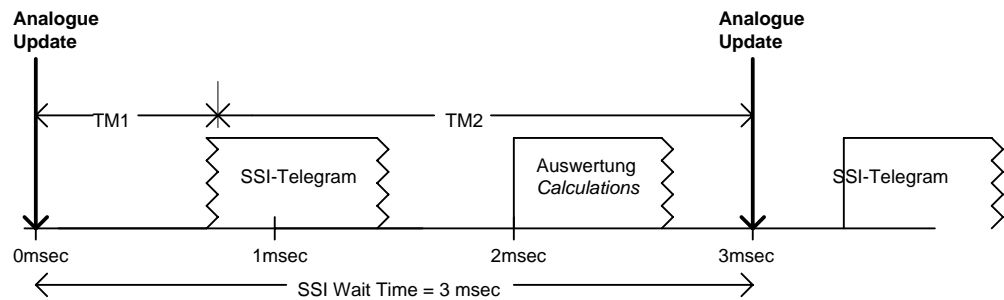 Analogue
Update
Analogue
Update
TM1
TM2
SSI-Telegram
Auswertung
Calculations
SSI-Telegram
0msec
1msec
2msec
3msec
SSI Wait Time = 3 msec